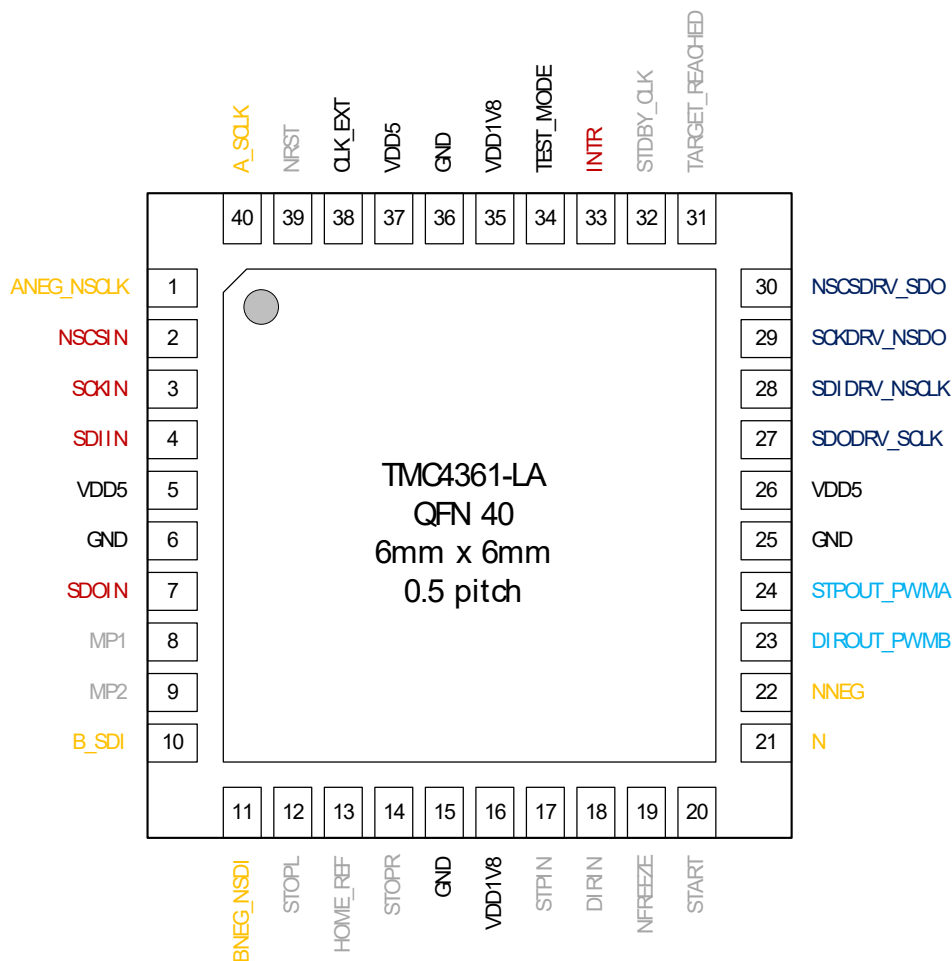 A_SCLK
NRST
CLK_EXT
VDD5
GND
VDD1V8
TEST_MODE
INTR
STDBY_CLK
TARGET_REACHED
40 39 38 37 36 35 34 33 32 31
ANEG_NSCLK 1 30 NSCSDRV_SDO
NSCSIN 2 29 SCKDRV_NSDO
SCKIN 3 28 SDIDRV_NSCLK
SDIIN 4 27 SDODRV_SCLK
VDD5 5 26 VDD5
GND 6 25 GND
SDOIN 7 24 STPOUT_PWMA
MP1 8 23 DIROUT_PWMB
MP2 9 22 NNEG
B_SDI 10 21 N
TMC4361-LA
QFN 40
6mm x 6mm
0.5 pitch
11 12 13 14 15 16 17 18 19 20
BNEG_NSDI
STOPL
HOME_REF
STOPR
GND
VDD1V8
STPIN
DIRIN
NFREEZE
START